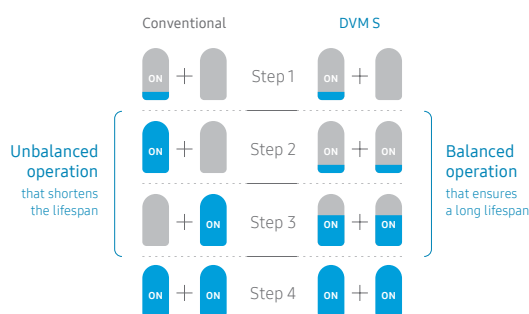 Conventional DVM S
ON + Step 1 ON +
Unbalanced operation that shortens the lifespan
ON + Step 2 ON + ON
Balanced operation that ensures a long lifespan
+ ON Step 3 ON + ON
ON + ON Step 4 ON + ON